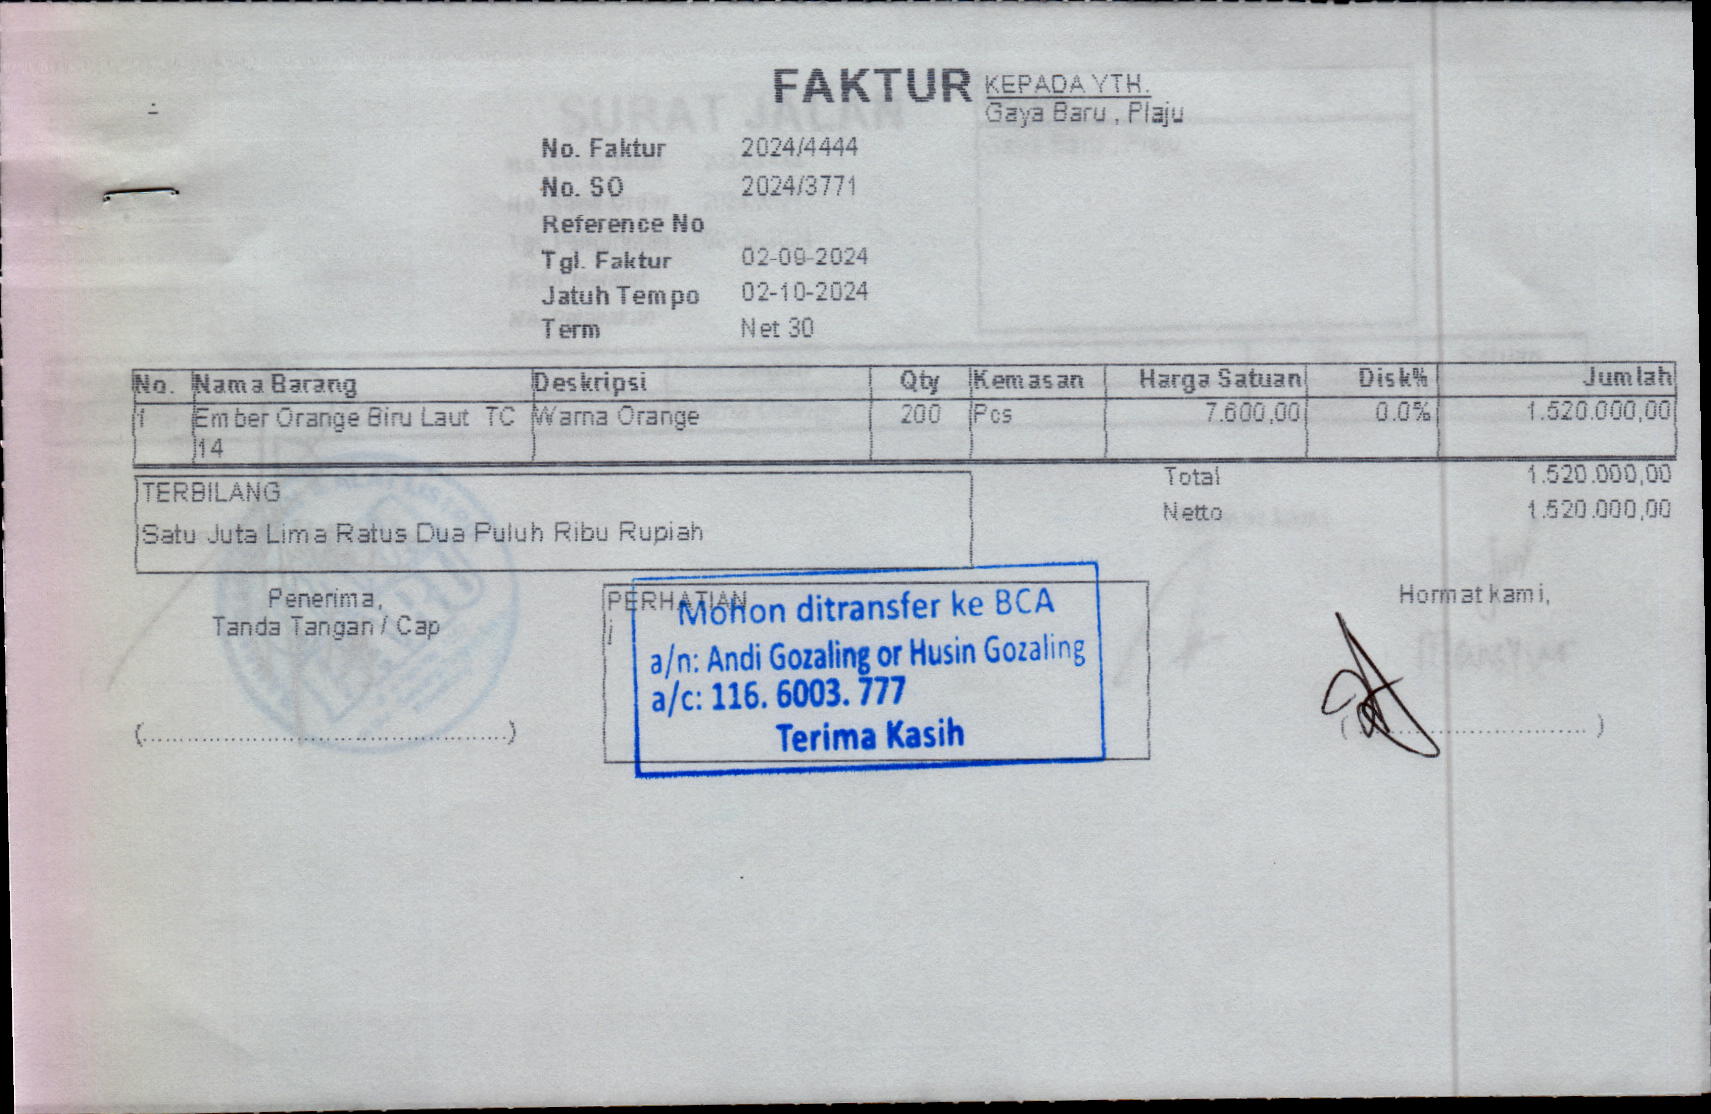 FAKTUR
KEPADA YTH.
Gaya Baru , Plaju
No. Faktur 2024/4444
No. SO 2024/3771
Reference No
Tgl. Faktur 02-09-2024
Jatuh Tempo 02-10-2024
Term Net 30
No. Nama Barang Deskripsi Qty Kemasan Harga Satuan Disk% Jumlah
1 Ember Orange Biru Laut TC Warna Orange 200 Pcs 7.600,00 0.0% 1.520.000,00
14
Total 1.520.000,00
Netto 1.520.000,00
TERBILANG
Satu Juta Lima Ratus Dua Puluh Ribu Rupiah
Penerima,
Tanda Tangan / Cap
(......................................................)
PERHATIAN
Mohon ditransfer ke BCA
a/n: Andi Gozaling or Husin Gozaling
a/c: 116. 6003. 777
Terima Kasih
Hormat kami,
(.....................................)
SURAT JALAN